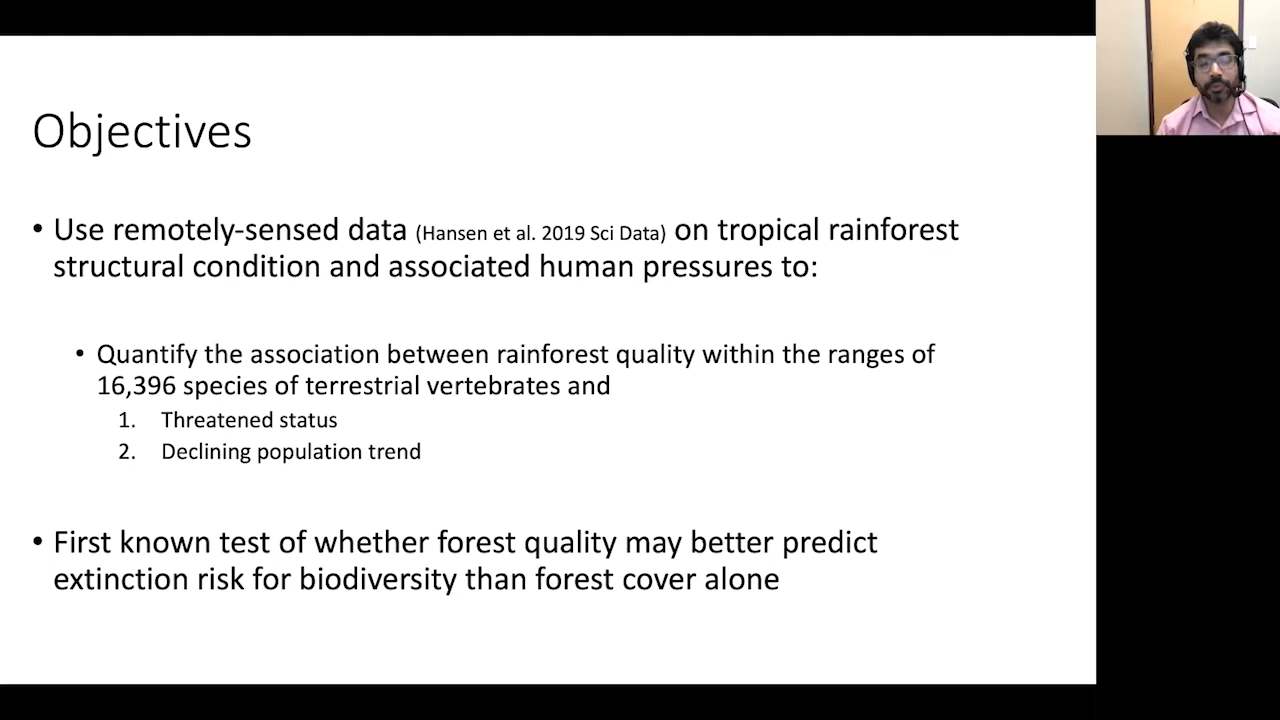 Objectives
• Use remotely-sensed data (Hansen et al. 2019 Sci Data) on tropical rainforest
structural condition and associated human pressures to:
• Quantify the association between rainforest quality within the ranges of
16,396 species of terrestrial vertebrates and
1. Threatened status
2. Declining population trend
• First known test of whether forest quality may better predict
extinction risk for biodiversity than forest cover alone